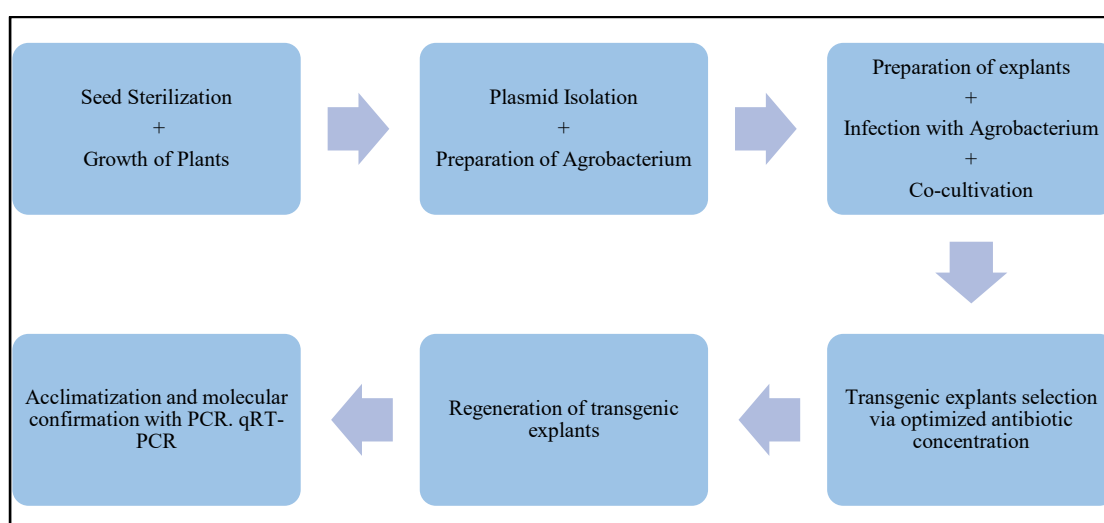 Seed Sterilization
+
Growth of Plants
Plasmid Isolation
+
Preparation of Agrobacterium
Preparation of explants
+
Infection with Agrobacterium
+
Co-cultivation
Transgenic explants selection
via optimized antibiotic
concentration
Regeneration of transgenic
explants
Acclimatization and molecular
confirmation with PCR. qRT-
PCR